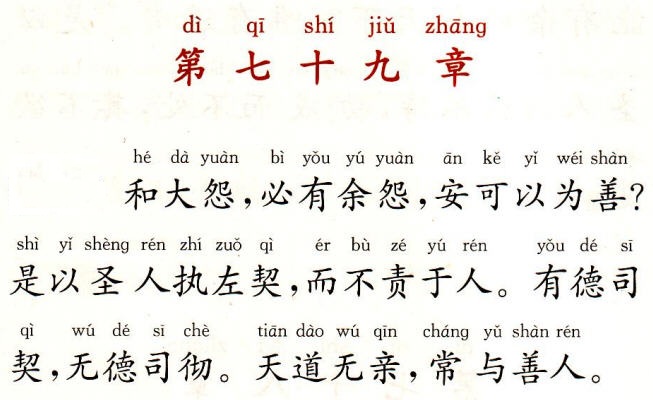 dì qī shí jiǔ zhāng
第七十九章
hé dà yuàn bì yǒu yú yuàn ān kě yǐ wéi shàn
和大怨，必有余怨，安可以为善？
shì yǐ shèng rén zhí zuǒ qì ér bù zé yú rén yǒu dé sī
是以圣人执左契，而不责于人。有德司
qì wú dé sī chè tiān dào wú qīn cháng yǔ shàn rén
契，无德司彻。天道无亲，常与善人。